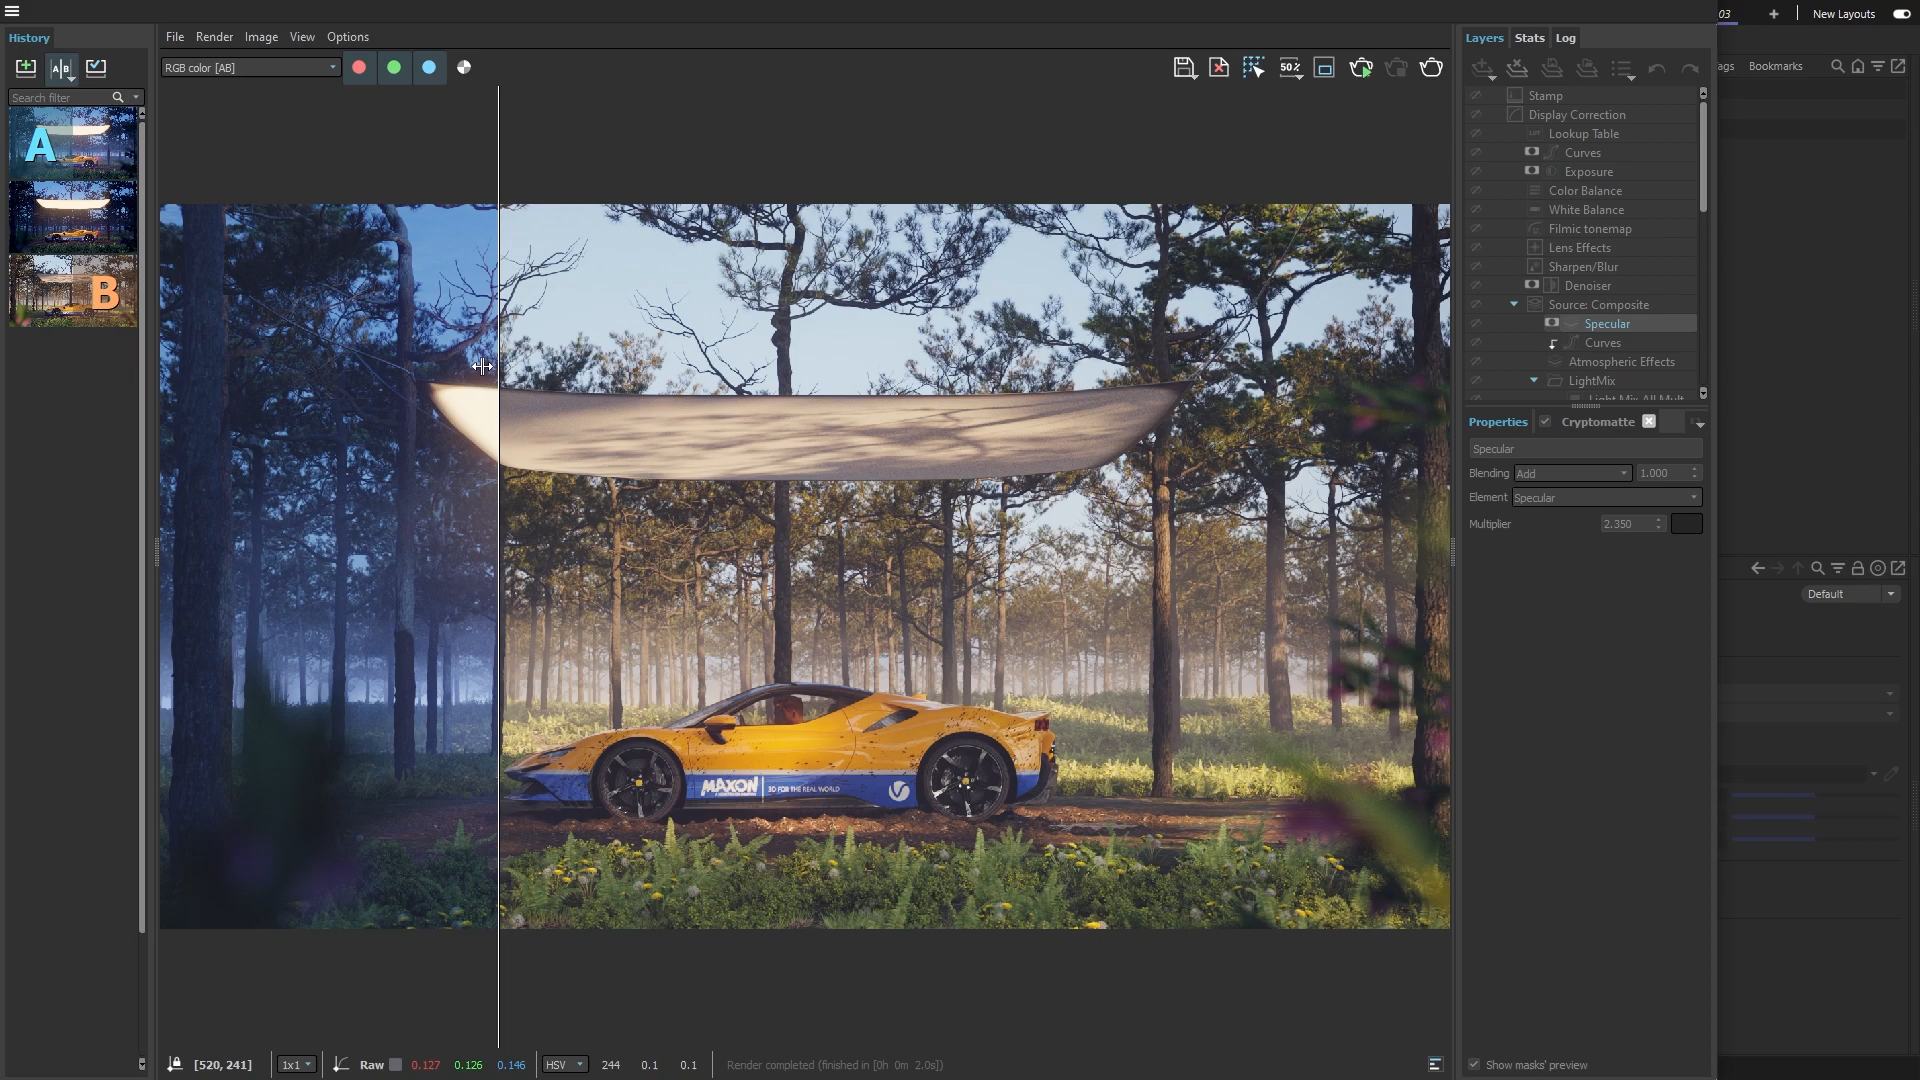 03
New Layouts
History
File Render Image View Options
Layers Stats Log
RGB color [AB]
50%
Bookmarks
Search filter
A|B
A
B
Stamp
Display Correction
LUT Lookup Table
Curves
Exposure
Color Balance
White Balance
Filmic tonemap
Lens Effects
Sharpen/Blur
Denoiser
Source: Composite
Specular
Curves
Atmospheric Effects
LightMix
Properties Cryptomatte
Specular
Blending Add 1.000
Element Specular
Multiplier 2.350
Default
MAXON
3D FOR THE REAL WORLD
[520, 241] 1x1 Raw 0.127 0.126 0.146 HSV 244 0.1 0.1 Render completed (finished in [0h 0m 2.0s])
Show masks' preview